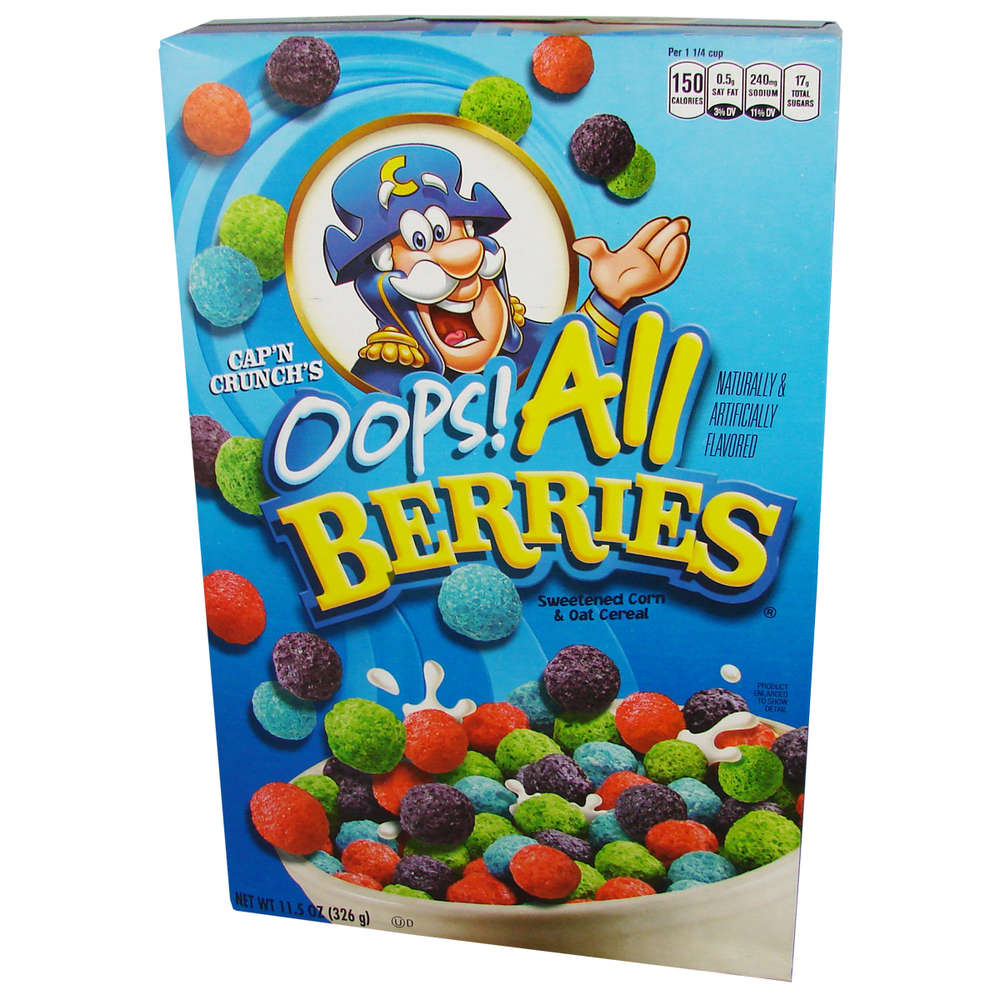 Per 1 1/4 cup
150
CALORIES
0.5g
SAT FAT
3% DV
240mg
SODIUM
11% DV
17g
TOTAL
SUGARS
C
CAP'N
CRUNCH'S
OOPS! All
BERRIES
®
NATURALLY &
ARTIFICIALLY
FLAVORED
Sweetened Corn
& Oat Cereal
PRODUCT
ENLARGED
TO SHOW
DETAIL
NET WT 11.5 OZ (326 g)
Ⓤ D